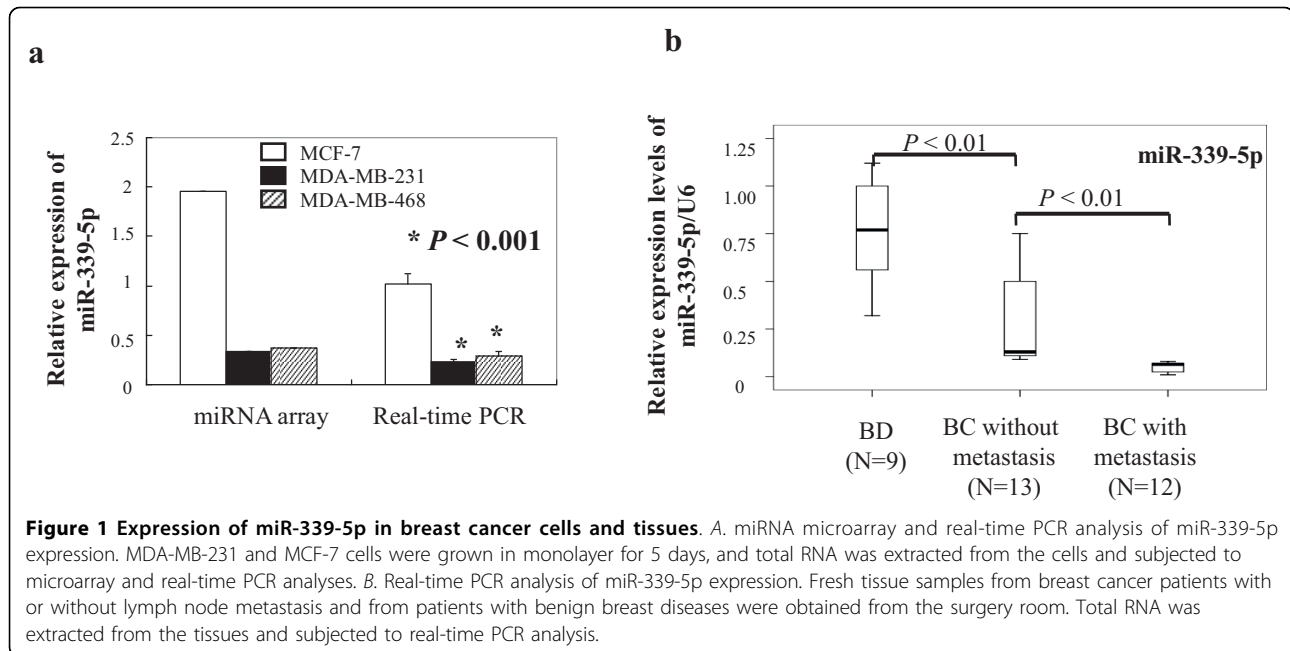 a
b
Relative expression of
miR-339-5p
2.5
2
1.5
1
0.5
0
MCF-7
MDA-MB-231
MDA-MB-468
* P < 0.001
*
*
miRNA array
Real-time PCR
Relative expression levels of
miR-339-5p/U6
1.25
1.00
0.75
0.5
0.25
0
P < 0.01
miR-339-5p
P < 0.01
BD
(N=9)
BC without
metastasis
(N=13)
BC with
metastasis
(N=12)
Figure 1 Expression of miR-339-5p in breast cancer cells and tissues. A. miRNA microarray and real-time PCR analysis of miR-339-5p
expression. MDA-MB-231 and MCF-7 cells were grown in monolayer for 5 days, and total RNA was extracted from the cells and subjected to
microarray and real-time PCR analyses. B. Real-time PCR analysis of miR-339-5p expression. Fresh tissue samples from breast cancer patients with
or without lymph node metastasis and from patients with benign breast diseases were obtained from the surgery room. Total RNA was
extracted from the tissues and subjected to real-time PCR analysis.